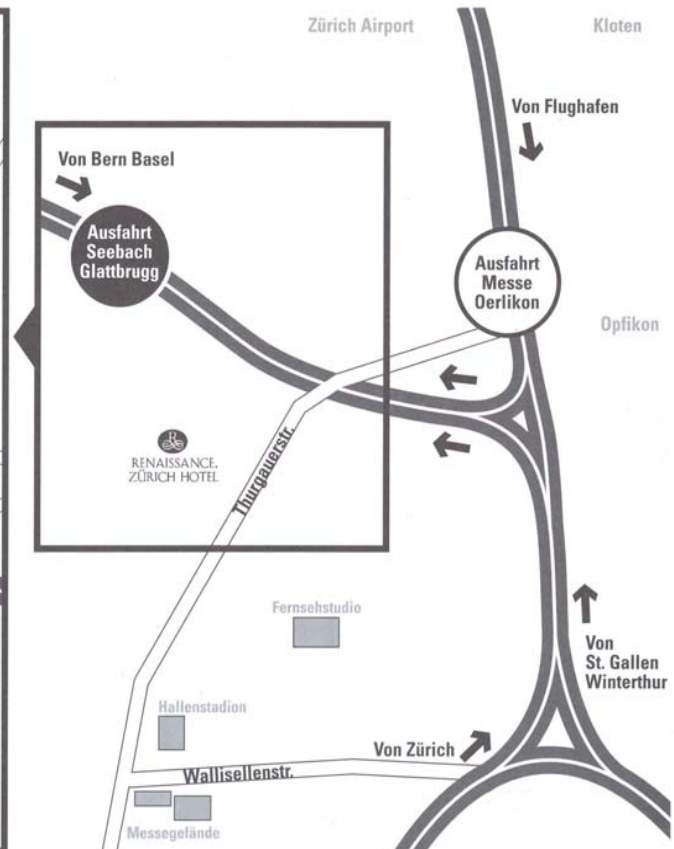 Zürich Airport
Kloten
Von Flughafen
Von Bern Basel
Ausfahrt
Seebach
Glattbrugg
Ausfahrt
Messe
Oerlikon
Opfikon
R
RENAISSANCE.
ZÜRICH HOTEL
Thurgauerstr.
Fernsehstudio
Von
St. Gallen
Winterthur
Hallenstadion
Von Zürich
Wallisellenstr.
Messegelände